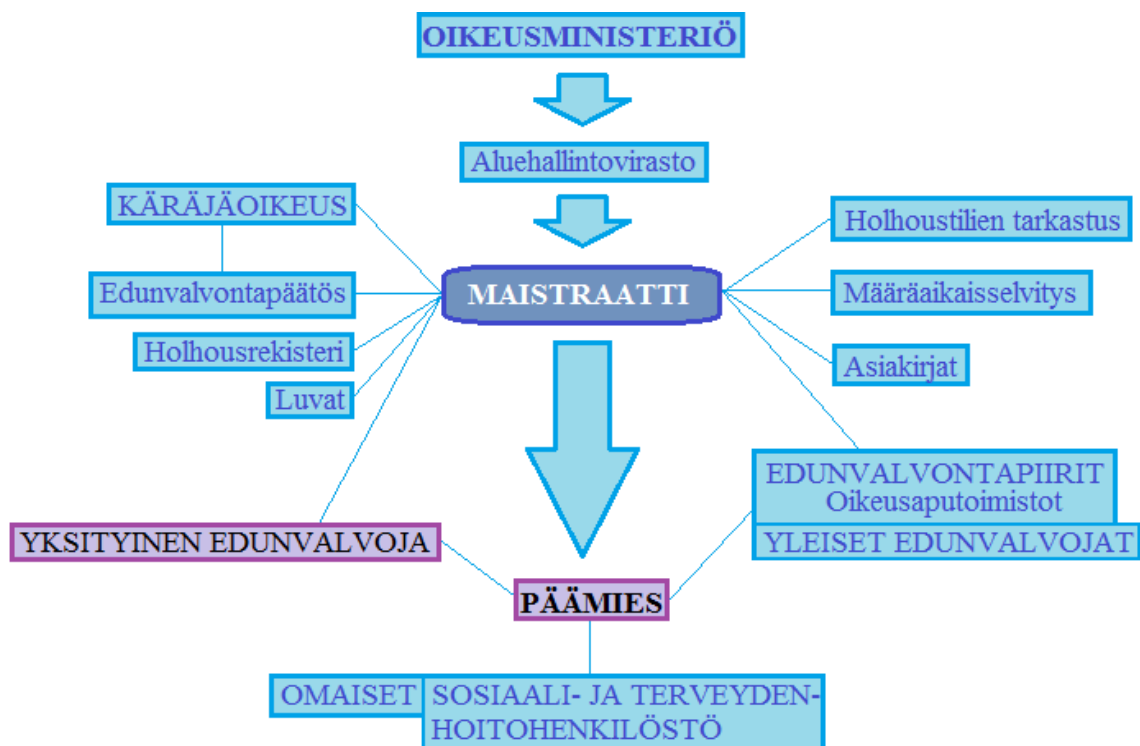 OIKEUSMINISTERIÖ
Aluehallintovirasto
KÄRÄJÄOIKEUS
Holhoustilien tarkastus
Edunvalvontapäätös
MAISTRAATTI
Määräaikaisselvitys
Holhousrekisteri
Asiakirjat
Luvat
EDUNVALVONTAPIIRIT
Oikeusaputoimistot
YKSITYINEN EDUNVALVOJA
YLEISET EDUNVALVOJAT
PÄÄMIES
OMAISET
SOSIAALI- JA TERVEYDEN-
HOITOHENKILÖSTÖ